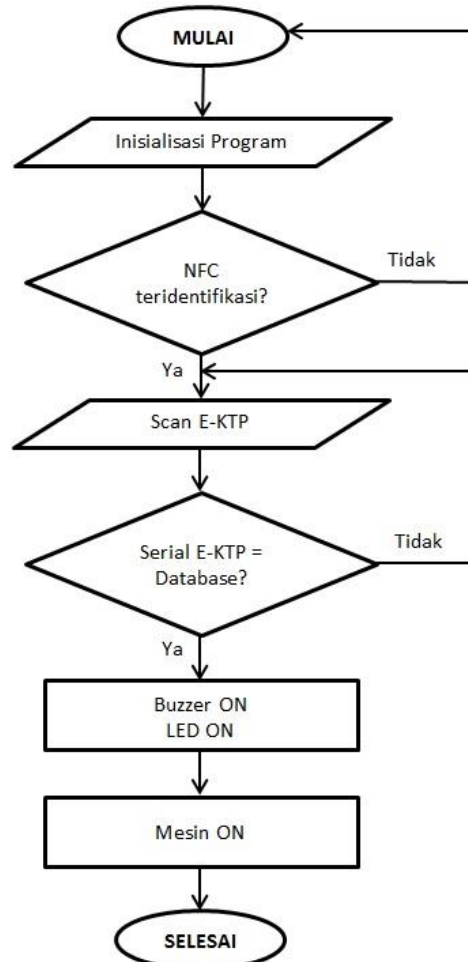 MULAI
Inisialisasi Program
NFC
teridentifikasi?
Tidak
Ya
Scan E-KTP
Serial E-KTP =
Database?
Tidak
Ya
Buzzer ON
LED ON
Mesin ON
SELESAI